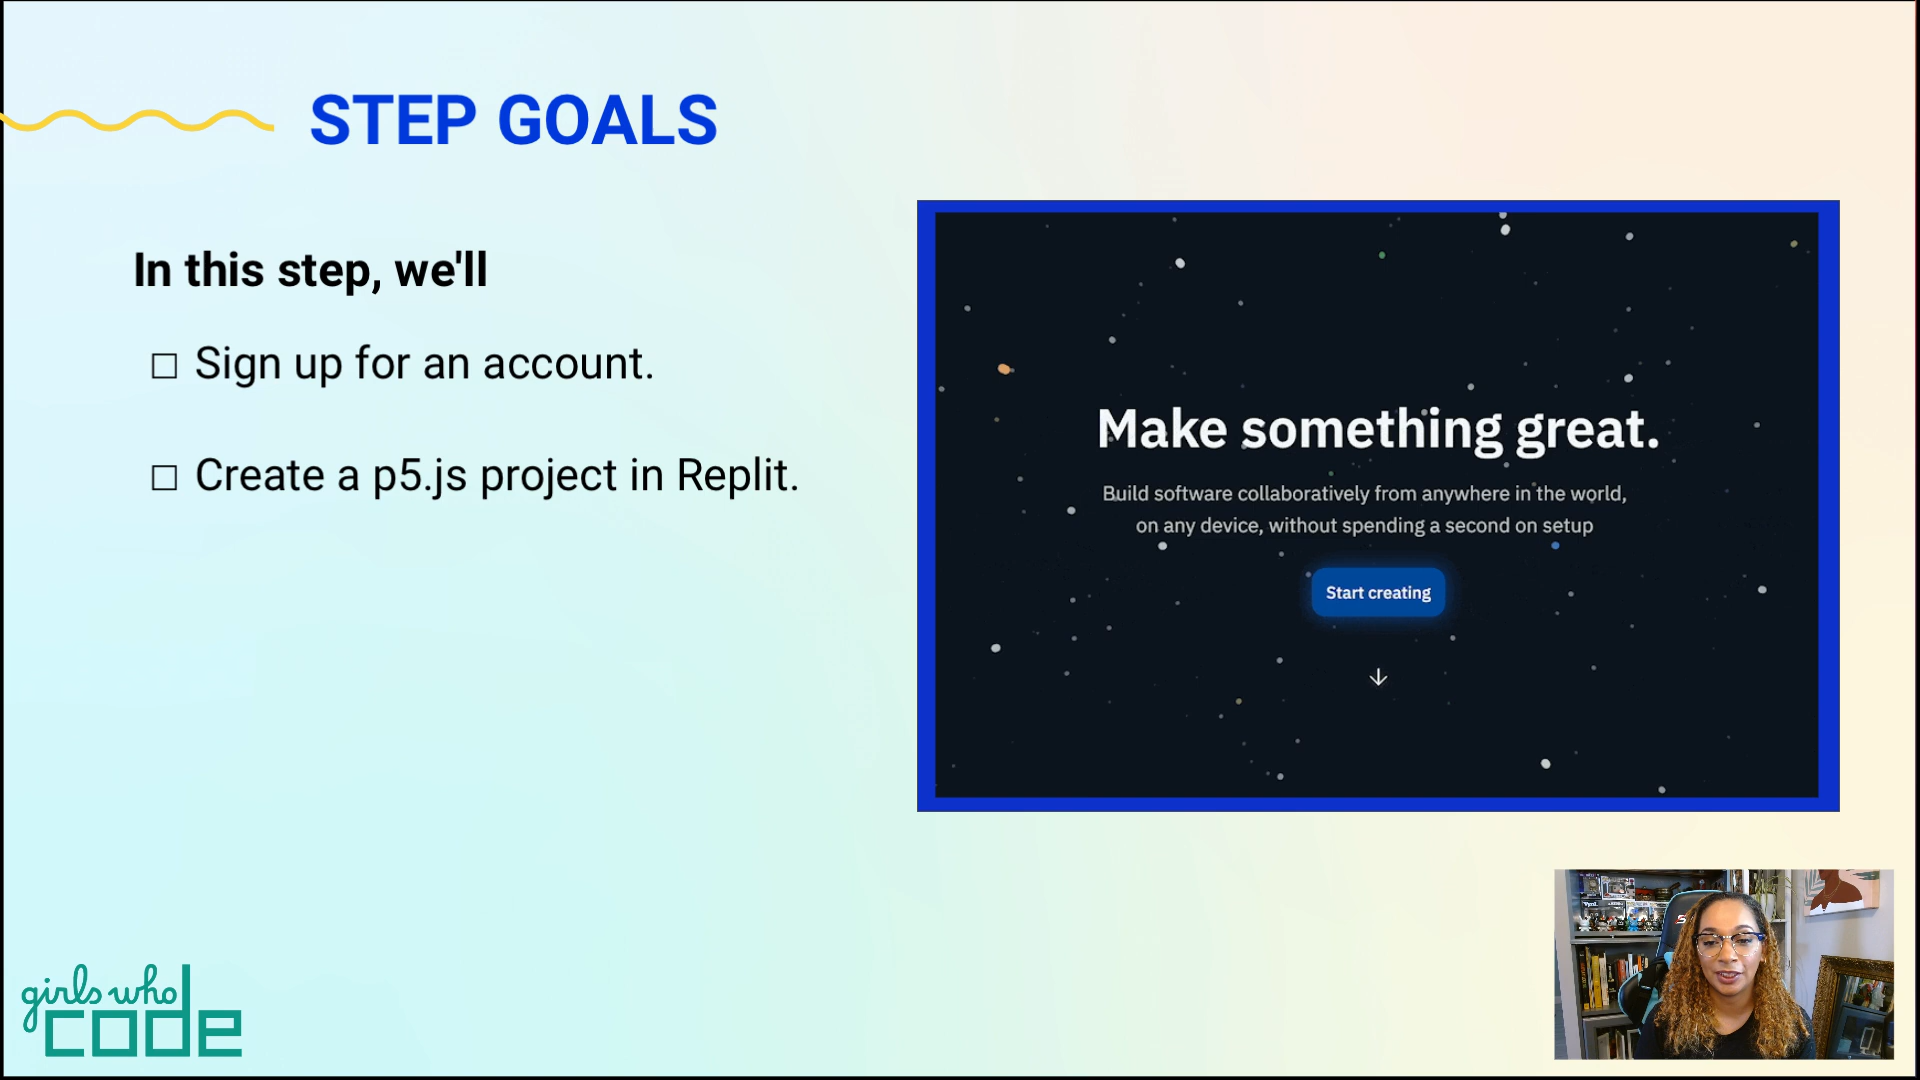 STEP GOALS
In this step, we'll
Sign up for an account.
Create a p5.js project in Replit.
Make something great.
Build software collaboratively from anywhere in the world,
on any device, without spending a second on setup
Start creating
girls who
code